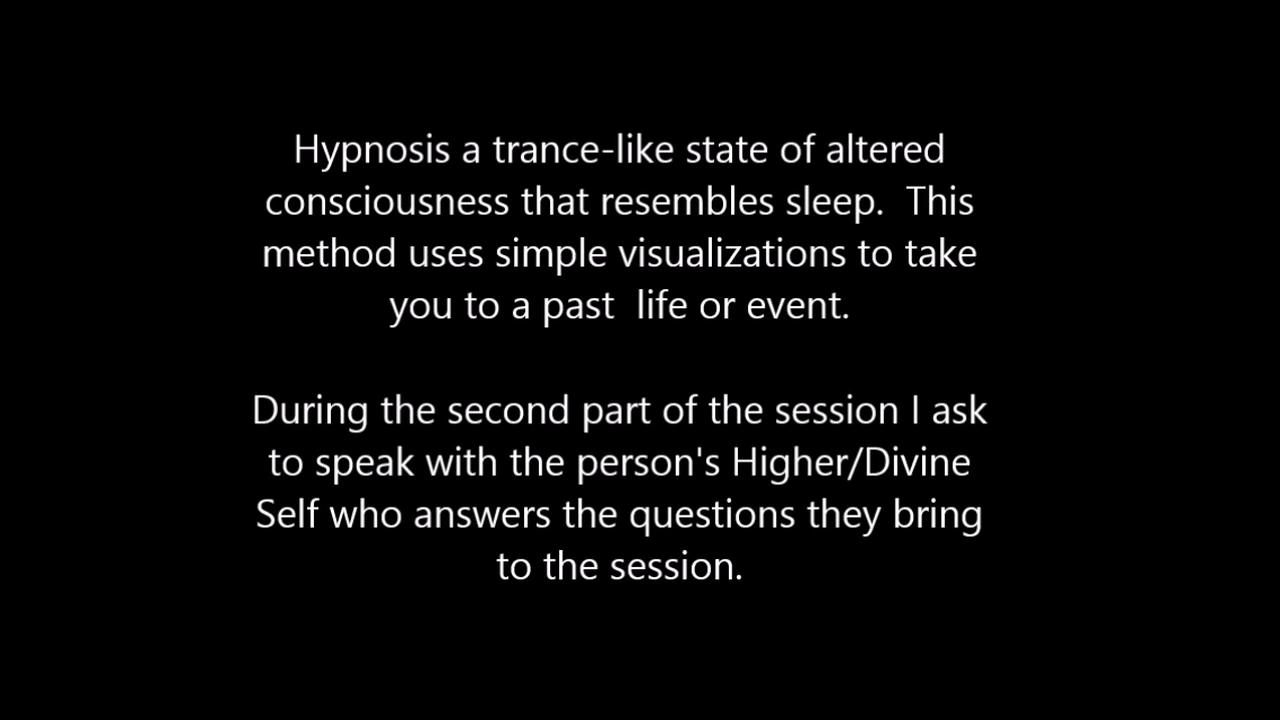 Hypnosis a trance-like state of altered
consciousness that resembles sleep.  This
method uses simple visualizations to take
you to a past  life or event.
During the second part of the session I ask
to speak with the person's Higher/Divine
Self who answers the questions they bring
to the session.